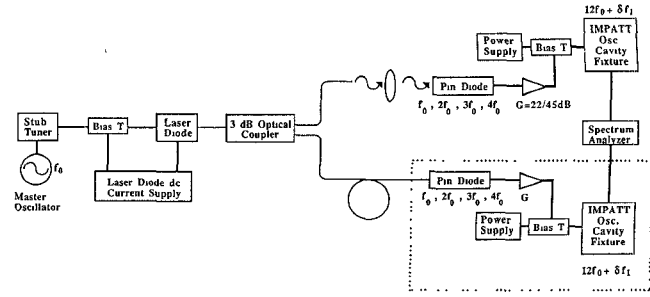 12f₀ + δf₁
IMPATT
Osc
Cavity
Fixture
Power
Supply
Bias T
Pin Diode
f₀ , 2f₀ , 3f₀ , 4f₀
G=22/45dB
Stub
Tuner
Bias T
Laser
Diode
3 dB Optical
Coupler
f₀
Master
Oscillator
Laser Diode dc
Current Supply
Spectrum
Analyzer
Pin Diode
f₀ , 2f₀ , 3f₀ , 4f₀
G
Power
Supply
Bias T
IMPATT
Osc.
Cavity
Fixture
12f₀ + δf₁